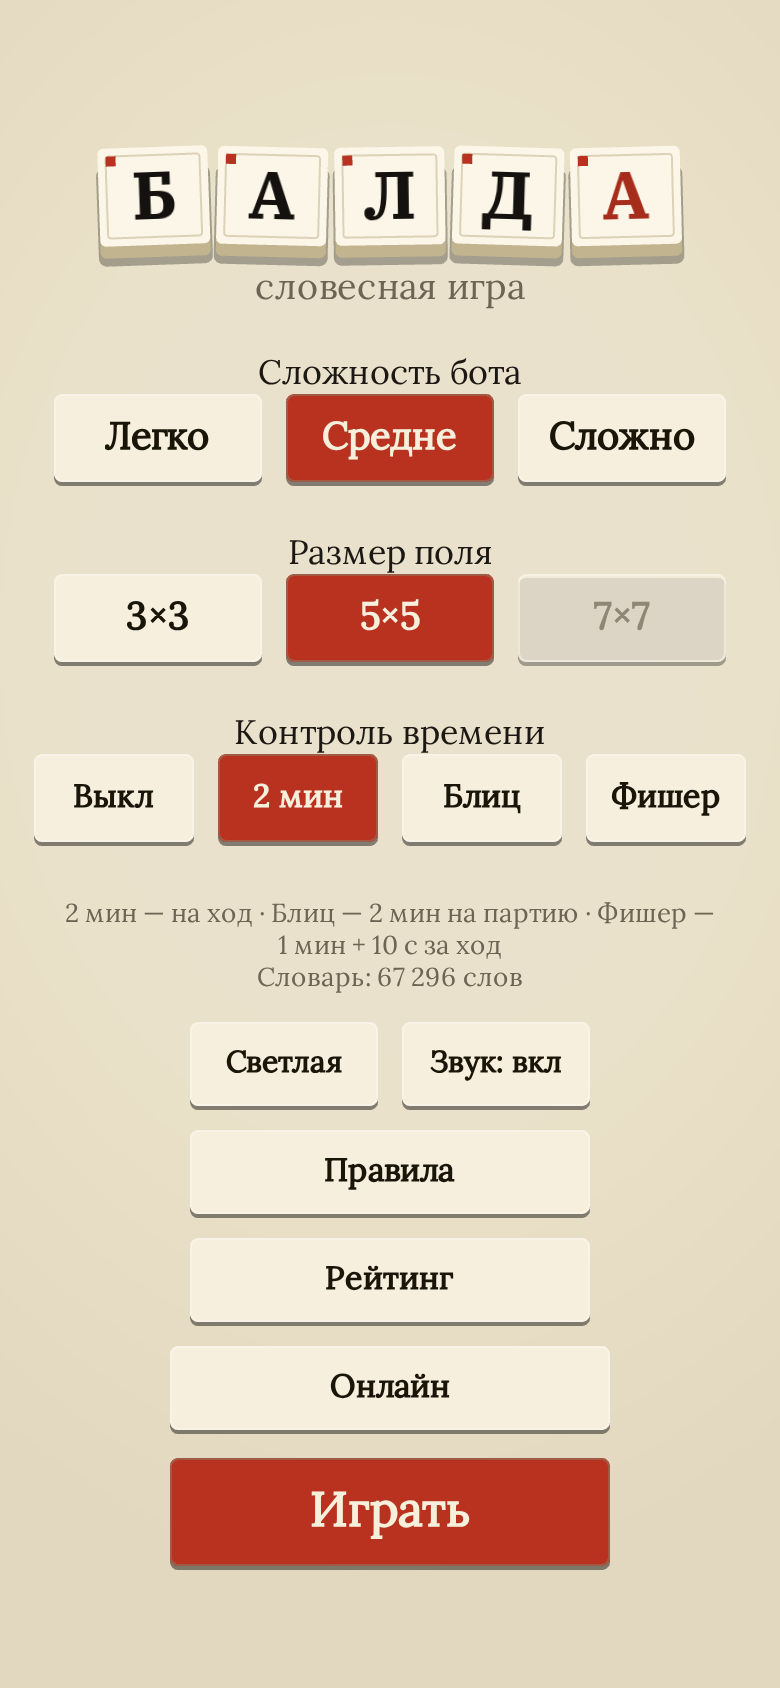 БАЛДА
словесная игра
Сложность бота
Легко Средне Сложно
Размер поля
3×3 5×5 7×7
Контроль времени
Выкл 2 мин Блиц Фишер
2 мин — на ход · Блиц — 2 мин на партию · Фишер —
1 мин + 10 с за ход
Словарь: 67 296 слов
Светлая Звук: вкл
Правила
Рейтинг
Онлайн
Играть